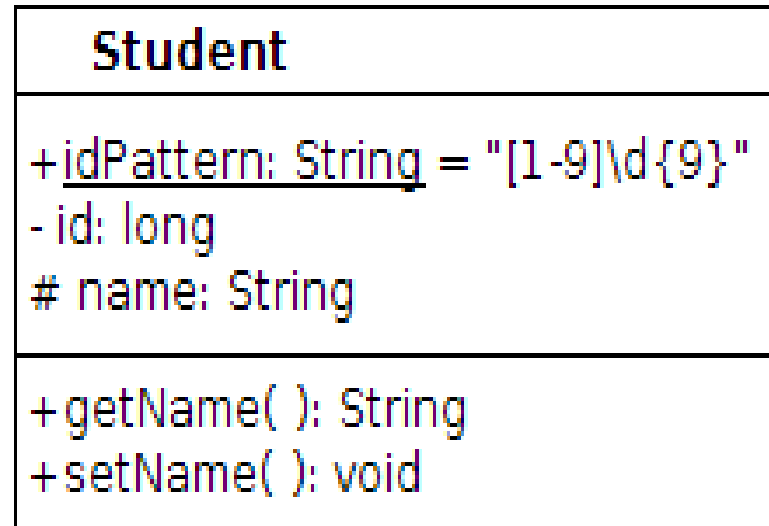 Student
+idPattern: String = "[1-9]\d{9}"
- id: long
# name: String
+getName( ): String
+setName( ): void